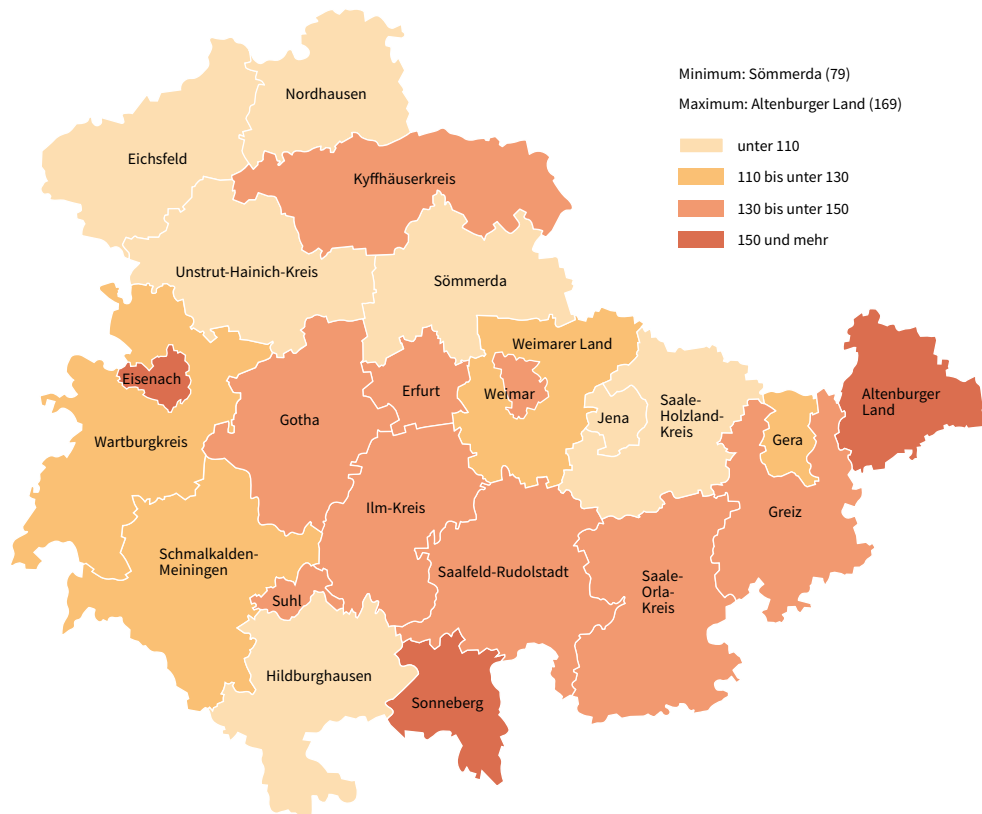 Minimum: Sömmerda (79)
Maximum: Altenburger Land (169)
unter 110
110 bis unter 130
130 bis unter 150
150 und mehr
Nordhausen
Eichsfeld
Kyffhäuserkreis
Unstrut-Hainich-Kreis
Sömmerda
Weimarer Land
Eisenach
Erfurt
Weimar
Altenburger
Land
Gotha
Jena
Saale-
Holzland-
Kreis
Wartburgkreis
Gera
Ilm-Kreis
Greiz
Schmalkalden-
Meiningen
Saalfeld-Rudolstadt
Saale-
Orla-
Kreis
Suhl
Hildburghausen
Sonneberg